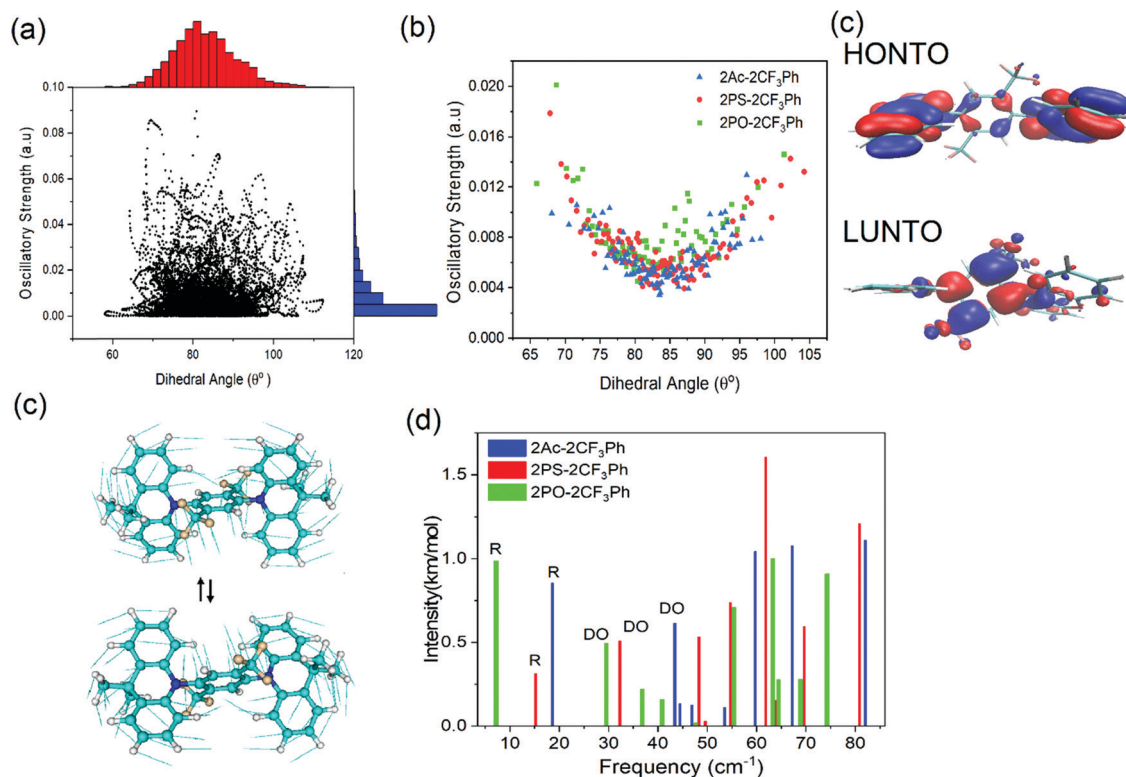 (a)
Oscillatory Strength (a.u)
0.10
0.08
0.06
0.04
0.02
0.00
60
80
100
120
Dihedral Angle (θº)
(b)
Oscillatory Strength (a.u)
0.020
0.016
0.012
0.008
0.004
0.000
2Ac-2CF₃Ph
2PS-2CF₃Ph
2PO-2CF₃Ph
65 70 75 80 85 90 95 100 105
Dihedral Angle (θº)
(c)
HONTO
LUNTO
(c)
(d)
Intensity(km/mol)
1.5
1.0
0.5
0.0
2Ac-2CF₃Ph
2PS-2CF₃Ph
2PO-2CF₃Ph
R
R
R
DO
DO
DO
10 20 30 40 50 60 70 80
Frequency (cm⁻¹)